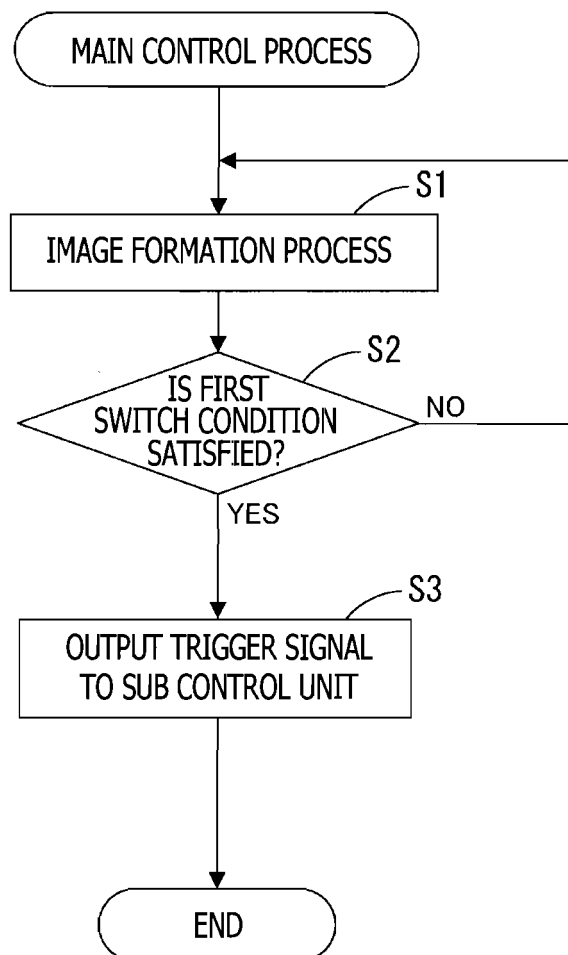 MAIN CONTROL PROCESS
S1
IMAGE FORMATION PROCESS
S2
IS FIRST
SWITCH CONDITION
SATISFIED?
NO
YES
S3
OUTPUT TRIGGER SIGNAL
TO SUB CONTROL UNIT
END